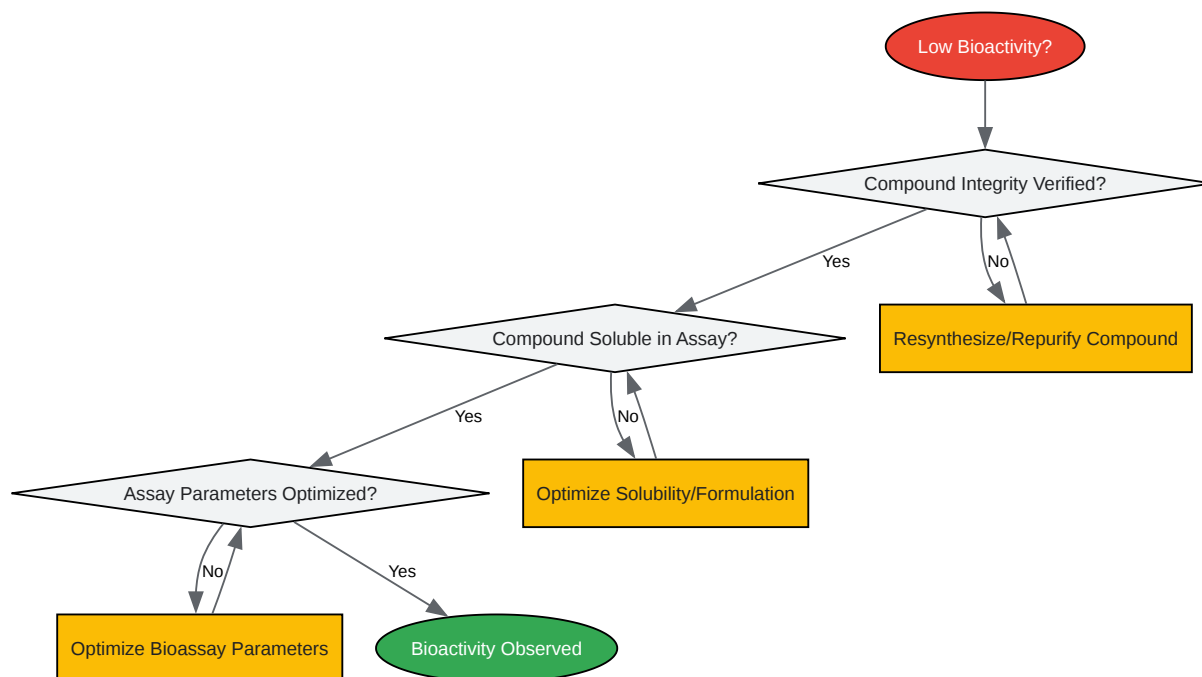 Low Bioactivity?
Compound Integrity Verified?
Yes
No
Resynthesize/Repurify Compound
Compound Soluble in Assay?
Yes
No
Optimize Solubility/Formulation
Assay Parameters Optimized?
No
Yes
Optimize Bioassay Parameters
Bioactivity Observed